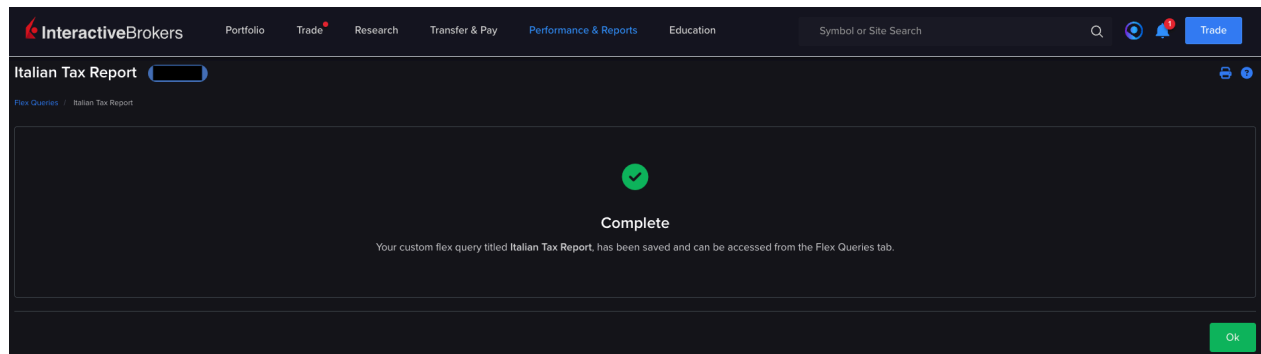 InteractiveBrokers Portfolio Trade Research Transfer & Pay Performance & Reports Education Symbol or Site Search 1 Trade
Italian Tax Report ?
Flex Queries / Italian Tax Report
Complete
Your custom flex query titled Italian Tax Report, has been saved and can be accessed from the Flex Queries tab.
Ok